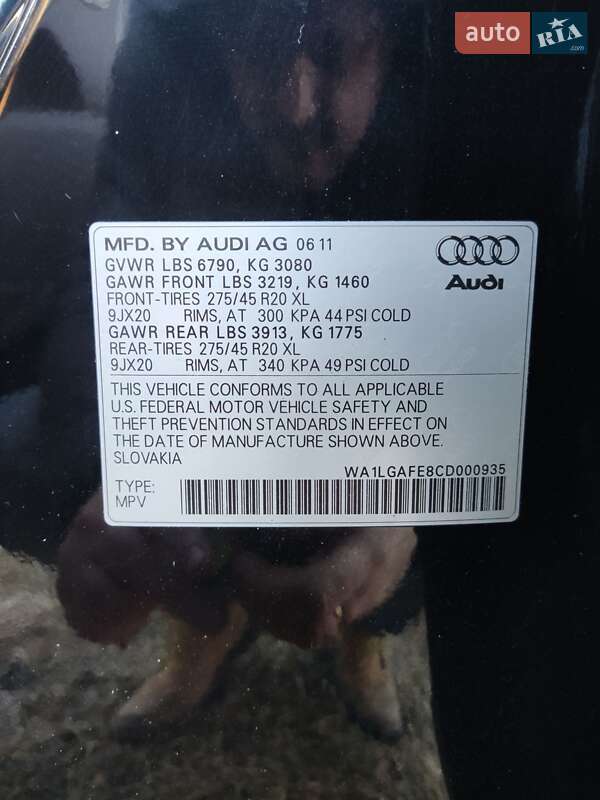 auto RIA .com
MFD. BY AUDI AG 06 11
GVWR LBS 6790, KG 3080
GAWR FRONT LBS 3219, KG 1460
FRONT-TIRES 275/45 R20 XL
9JX20 RIMS, AT 300 KPA 44 PSI COLD
GAWR REAR LBS 3913, KG 1775
REAR-TIRES 275/45 R20 XL
9JX20 RIMS, AT 340 KPA 49 PSI COLD
Audi
THIS VEHICLE CONFORMS TO ALL APPLICABLE
U.S. FEDERAL MOTOR VEHICLE SAFETY AND
THEFT PREVENTION STANDARDS IN EFFECT ON
THE DATE OF MANUFACTURE SHOWN ABOVE.
SLOVAKIA
WA1LGAFE8CD000935
TYPE:
MPV